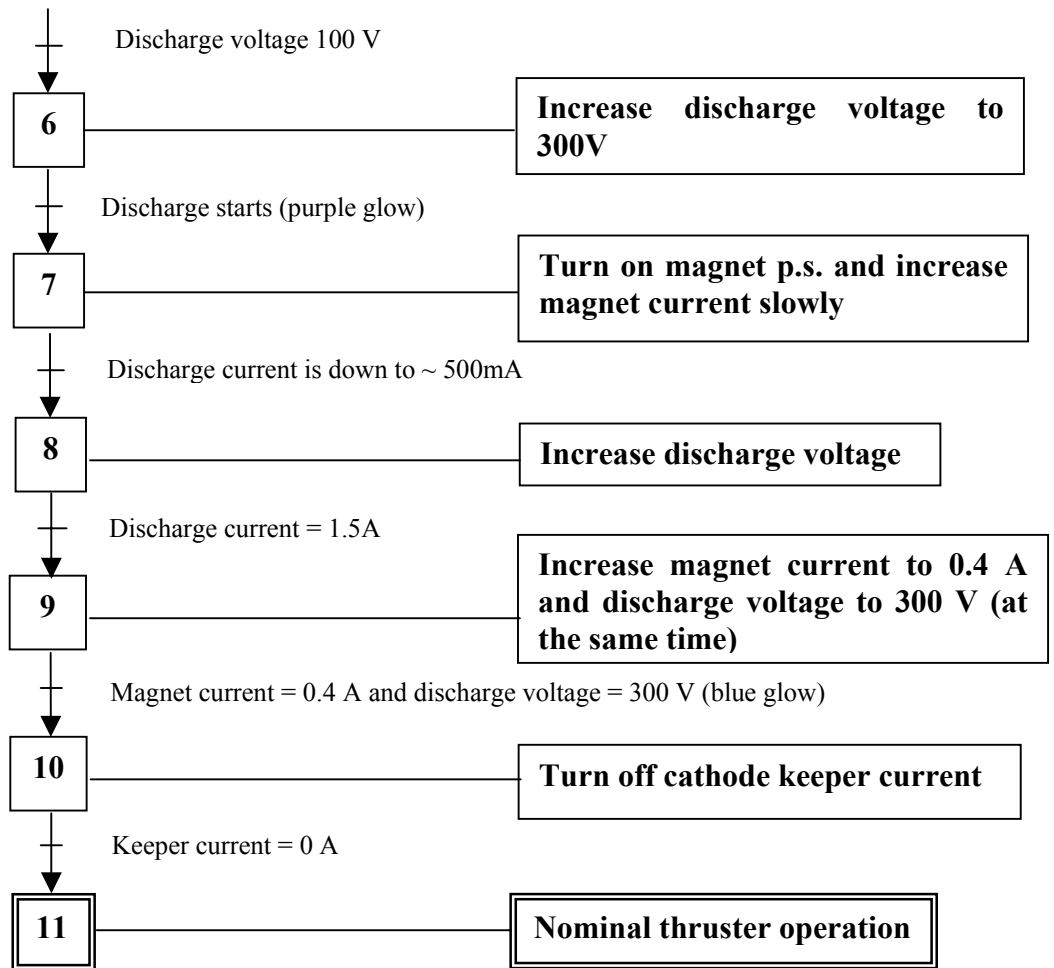 Discharge voltage 100 V
6
Increase discharge voltage to
300V
Discharge starts (purple glow)
7
Turn on magnet p.s. and increase
magnet current slowly
Discharge current is down to ~ 500mA
8
Increase discharge voltage
Discharge current = 1.5A
9
Increase magnet current to 0.4 A
and discharge voltage to 300 V (at
the same time)
Magnet current = 0.4 A and discharge voltage = 300 V (blue glow)
10
Turn off cathode keeper current
Keeper current = 0 A
11
Nominal thruster operation